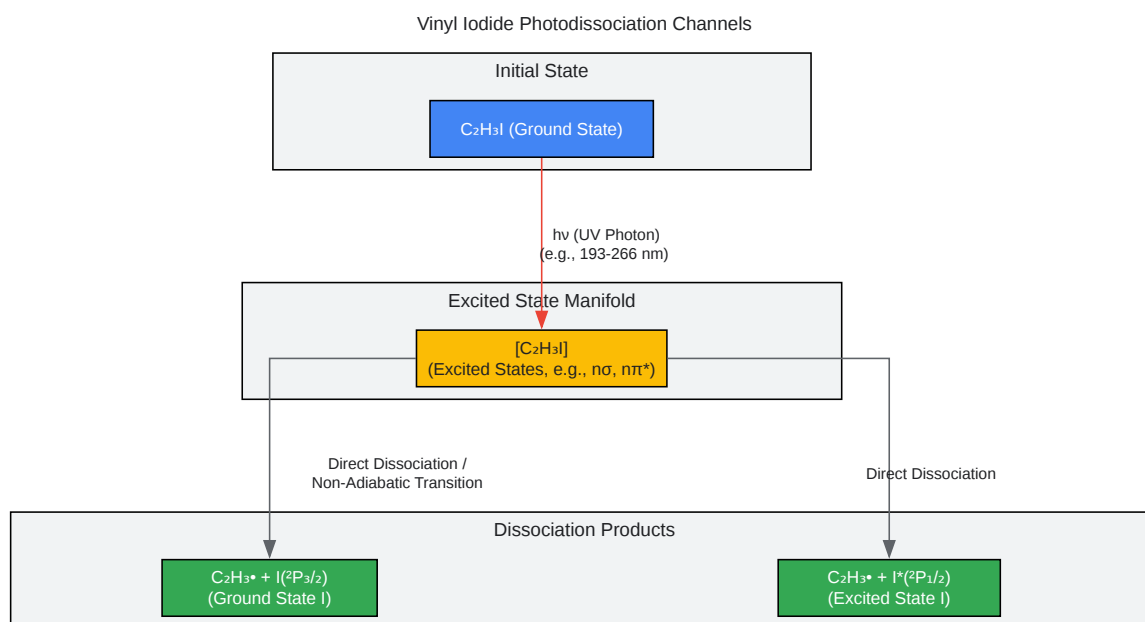 Vinyl Iodide Photodissociation Channels
Initial State
C₂H₃I (Ground State)
hν (UV Photon)
(e.g., 193-266 nm)
Excited State Manifold
[C₂H₃I]
(Excited States, e.g., nσ, nπ*)
Direct Dissociation /
Non-Adiabatic Transition
Direct Dissociation
Dissociation Products
C₂H₃• + I(²P₃/₂)
(Ground State I)
C₂H₃• + I*(²P₁/₂)
(Excited State I)